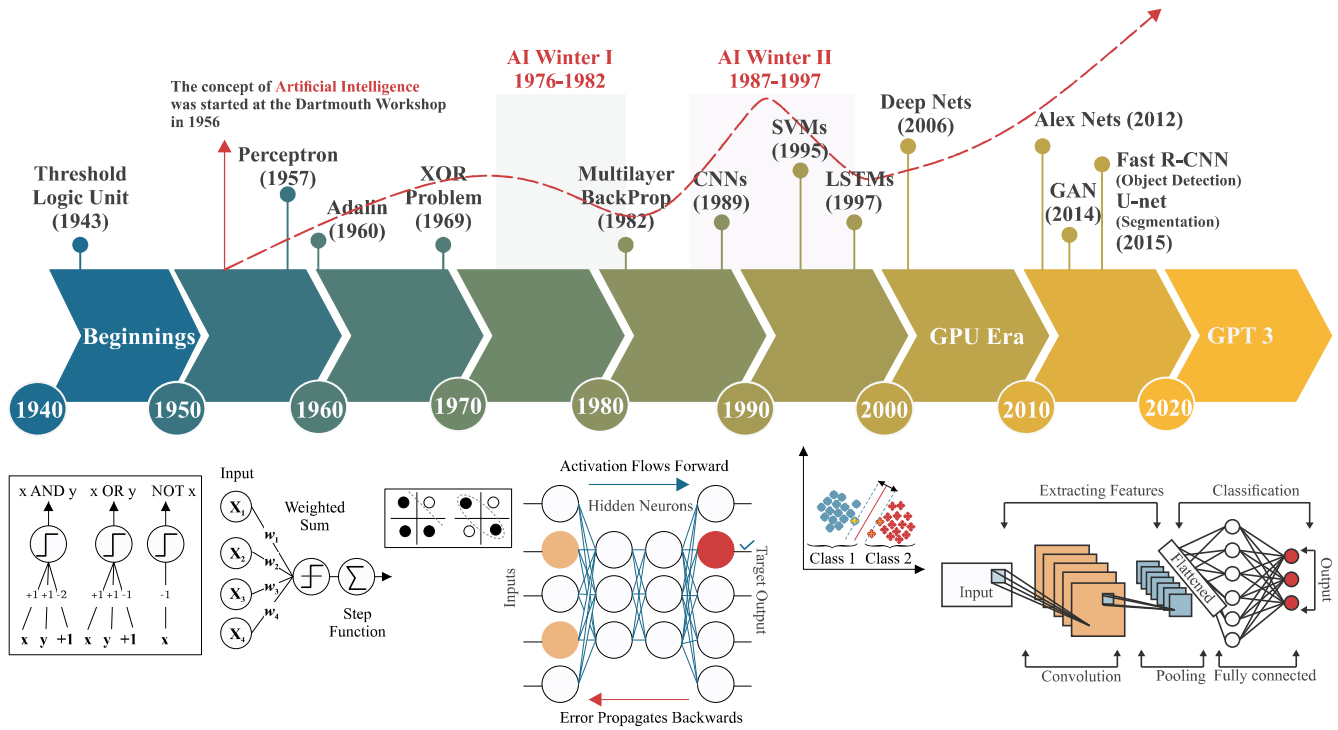 The concept of Artificial Intelligence
was started at the Dartmouth Workshop
in 1956
AI Winter I
1976-1982
AI Winter II
1987-1997
Threshold
Logic Unit
(1943)
Perceptron
(1957)
Adalin
(1960)
XOR
Problem
(1969)
Multilayer
BackProp
(1982)
CNNs
(1989)
SVMs
(1995)
LSTMs
(1997)
Deep Nets
(2006)
Alex Nets (2012)
GAN
(2014)
Fast R-CNN
(Object Detection)
U-net
(Segmentation)
(2015)
Beginnings
GPU Era
GPT 3
1940
1950
1960
1970
1980
1990
2000
2010
2020
x AND y
x OR y
NOT x
+1 +1 -2
+1 +1 -1
-1
x y +1
x y +1
x
Input
X1
X2
X3
X4
w1
w2
w3
w4
Weighted
Sum
∑
Step
Function
Activation Flows Forward
Hidden Neurons
Inputs
Target Output
Error Propagates Backwards
Class 1
Class 2
Extracting Features
Classification
Input
Flattened
Output
Convolution
Pooling
Fully connected